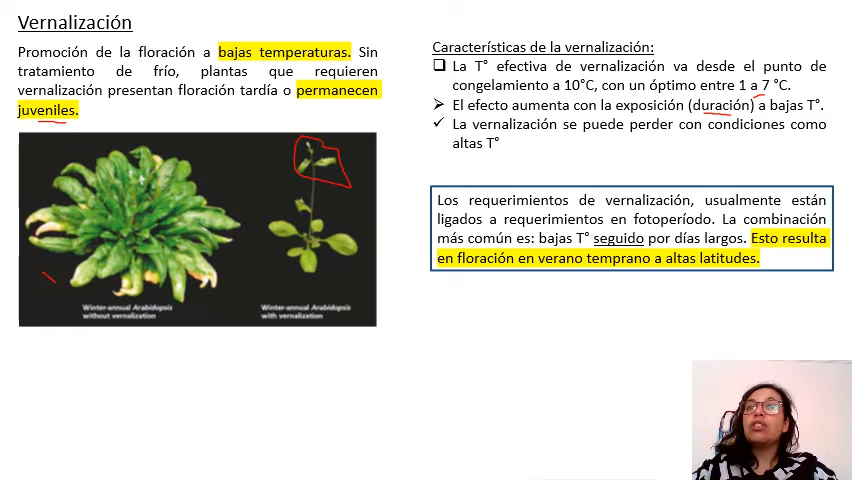 Vernalización
Promoción de la floración a bajas temperaturas. Sin
tratamiento de frío, plantas que requieren
vernalización presentan floración tardía o permanecen
juveniles.
Winter-annual Arabidopsis
without vernalization
Winter-annual Arabidopsis
with vernalization
Características de la vernalización:
❑ La T° efectiva de vernalización va desde el punto de
congelamiento a 10°C, con un óptimo entre 1 a 7 °C.
➢ El efecto aumenta con la exposición (duración) a bajas T°.
✓ La vernalización se puede perder con condiciones como
altas T°
Los requerimientos de vernalización, usualmente están
ligados a requerimientos en fotoperíodo. La combinación
más común es: bajas T° seguido por días largos. Esto resulta
en floración en verano temprano a altas latitudes.